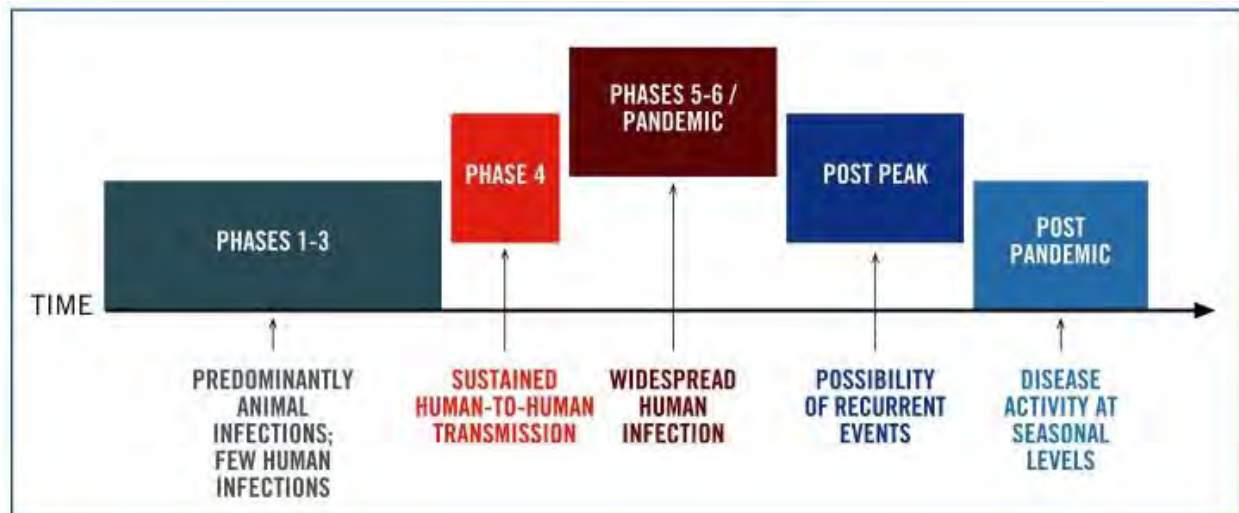 PHASES 5-6 /
PANDEMIC
PHASE 4
POST PEAK
PHASES 1-3
POST
PANDEMIC
TIME
PREDOMINANTLY
ANIMAL
INFECTIONS;
FEW HUMAN
INFECTIONS
SUSTAINED
HUMAN-TO-HUMAN
TRANSMISSION
WIDESPREAD
HUMAN
INFECTION
POSSIBILITY
OF RECURRENT
EVENTS
DISEASE
ACTIVITY AT
SEASONAL
LEVELS